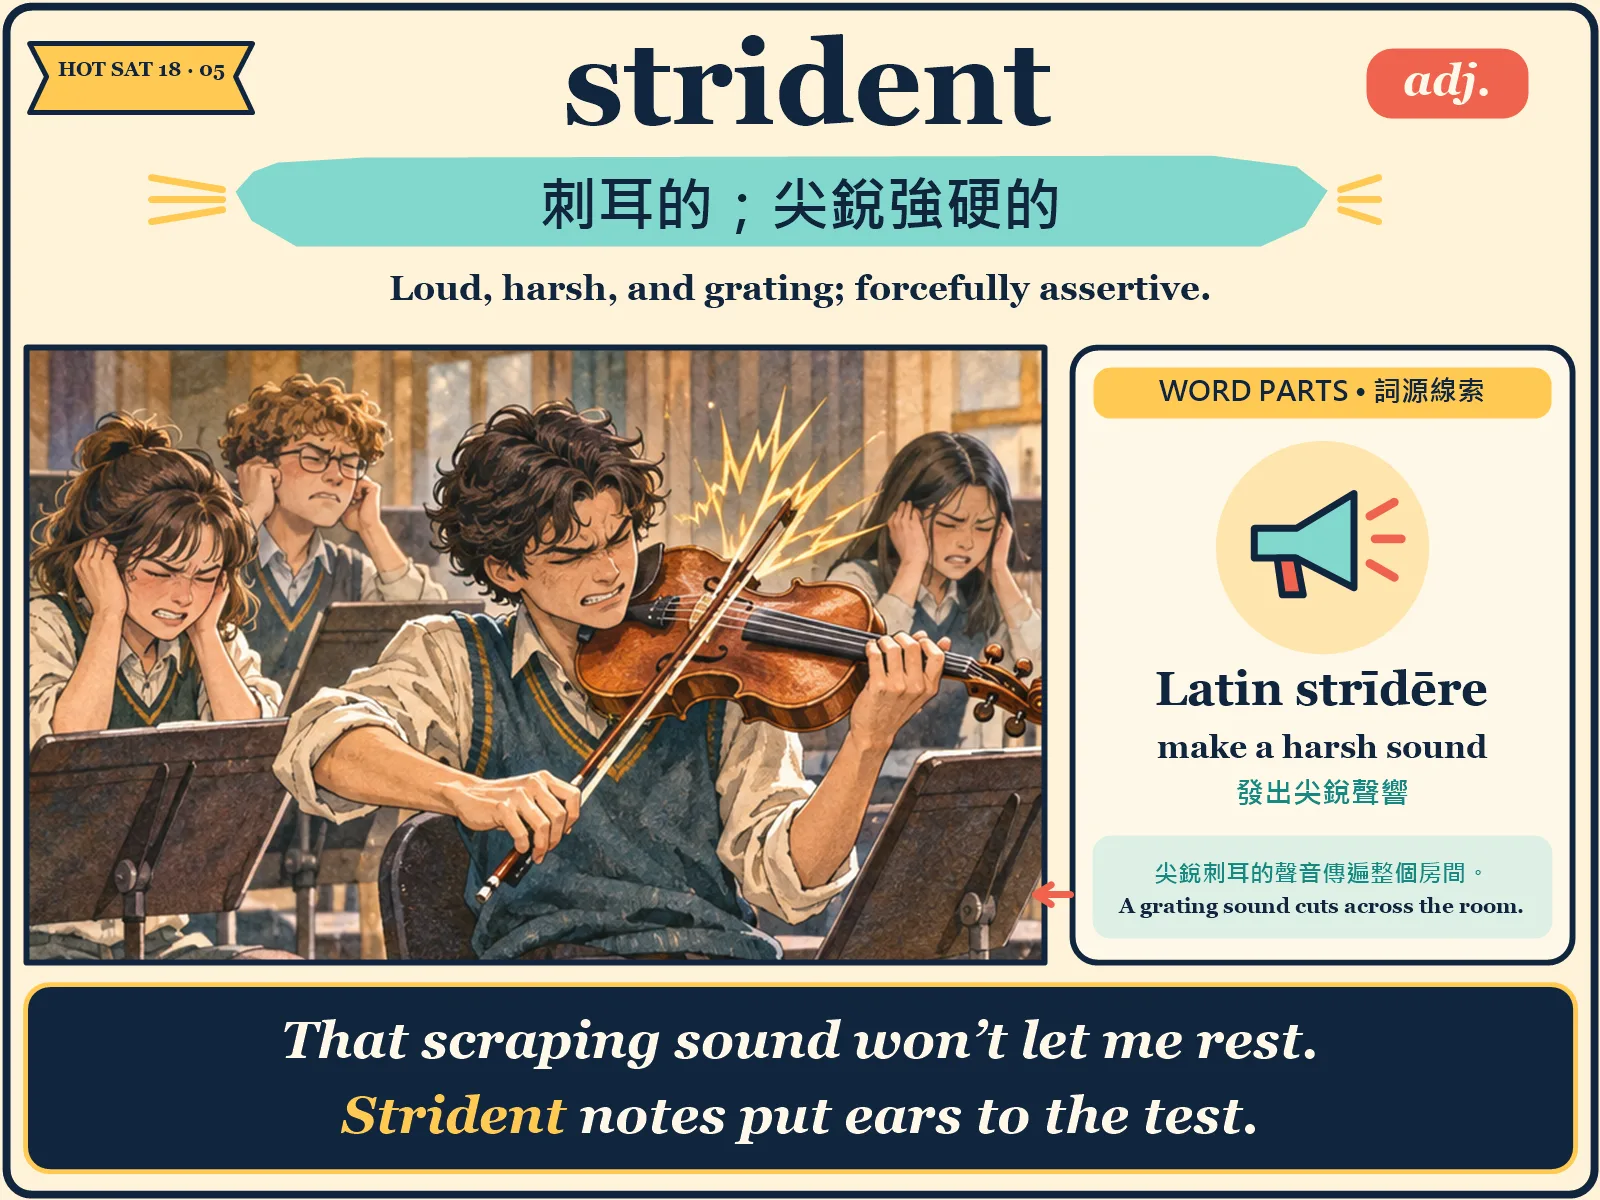 HOT SAT 18 · 05
strident
adj.
刺耳的；尖銳強硬的
Loud, harsh, and grating; forcefully assertive.
WORD PARTS • 詞源線索
Latin strīdēre
make a harsh sound
發出尖銳聲響
尖銳刺耳的聲音傳遍整個房間。
A grating sound cuts across the room.
That scraping sound won’t let me rest.
Strident notes put ears to the test.